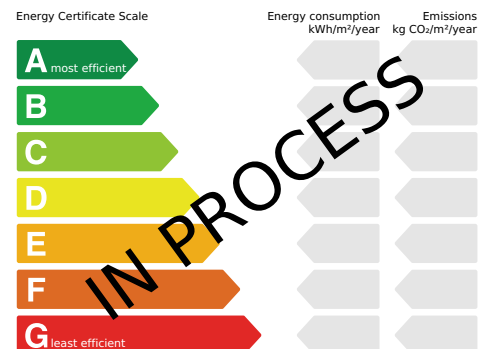 Energy Certificate Scale
Energy consumption
kWh/m²/year
Emissions
kg CO₂/m²/year
A most efficient
B
C
D
E
F
G least efficient
IN PROCESS